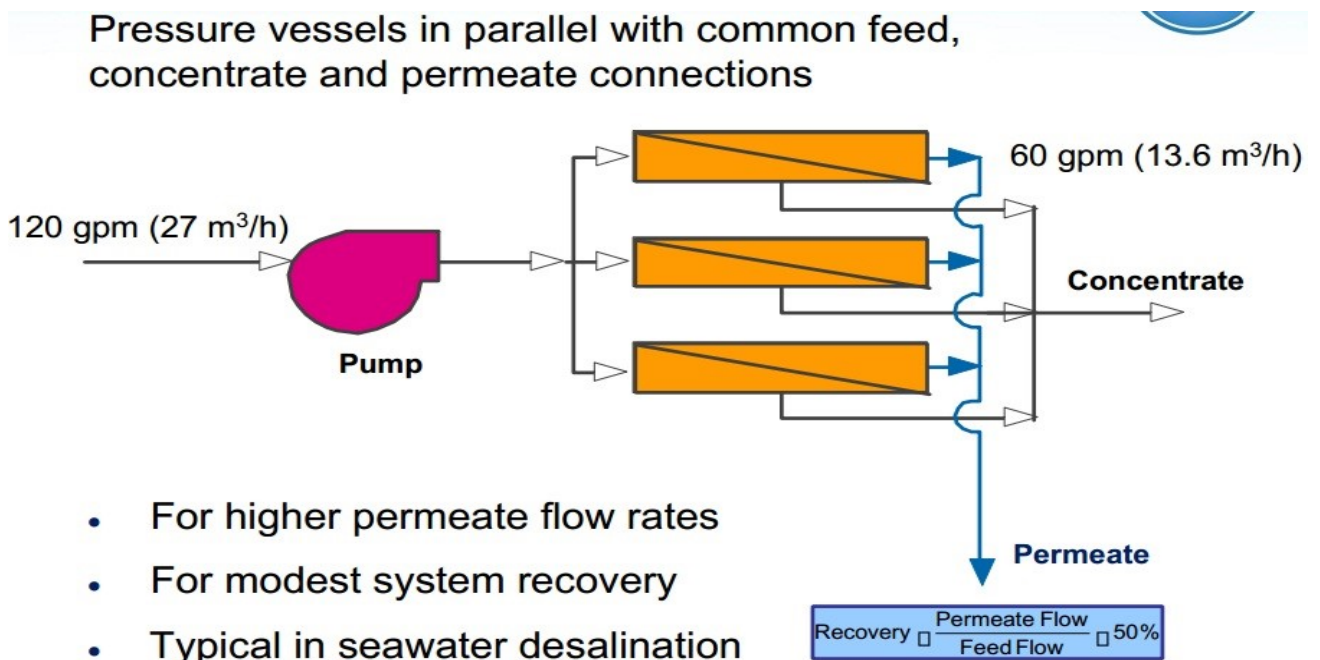 Pressure vessels in parallel with common feed,
concentrate and permeate connections
60 gpm (13.6 m³/h)
120 gpm (27 m³/h)
Concentrate
Pump
• For higher permeate flow rates
Permeate
• For modest system recovery
Recovery □ Permeate Flow / Feed Flow □ 50%
• Typical in seawater desalination